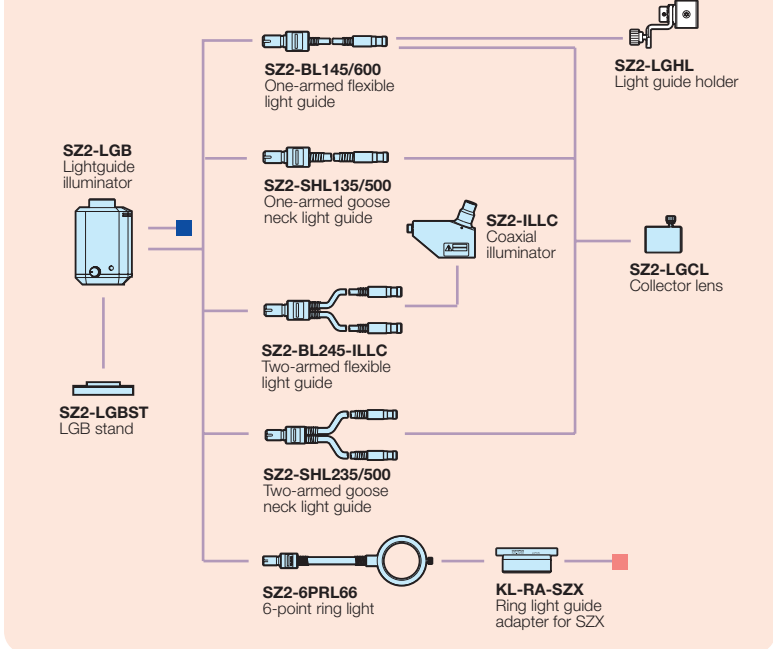 SZ2-BL145/600
One-armed flexible
light guide
SZ2-LGHL
Light guide holder
SZ2-LGB
Lightguide
illuminator
SZ2-SHL135/500
One-armed goose
neck light guide
SZ2-ILLC
Coaxial
illuminator
SZ2-LGCL
Collector lens
SZ2-BL245-ILLC
Two-armed flexible
light guide
SZ2-LGBST
LGB stand
SZ2-SHL235/500
Two-armed goose
neck light guide
SZ2-6PRL66
6-point ring light
KL-RA-SZX
Ring light guide
adapter for SZX